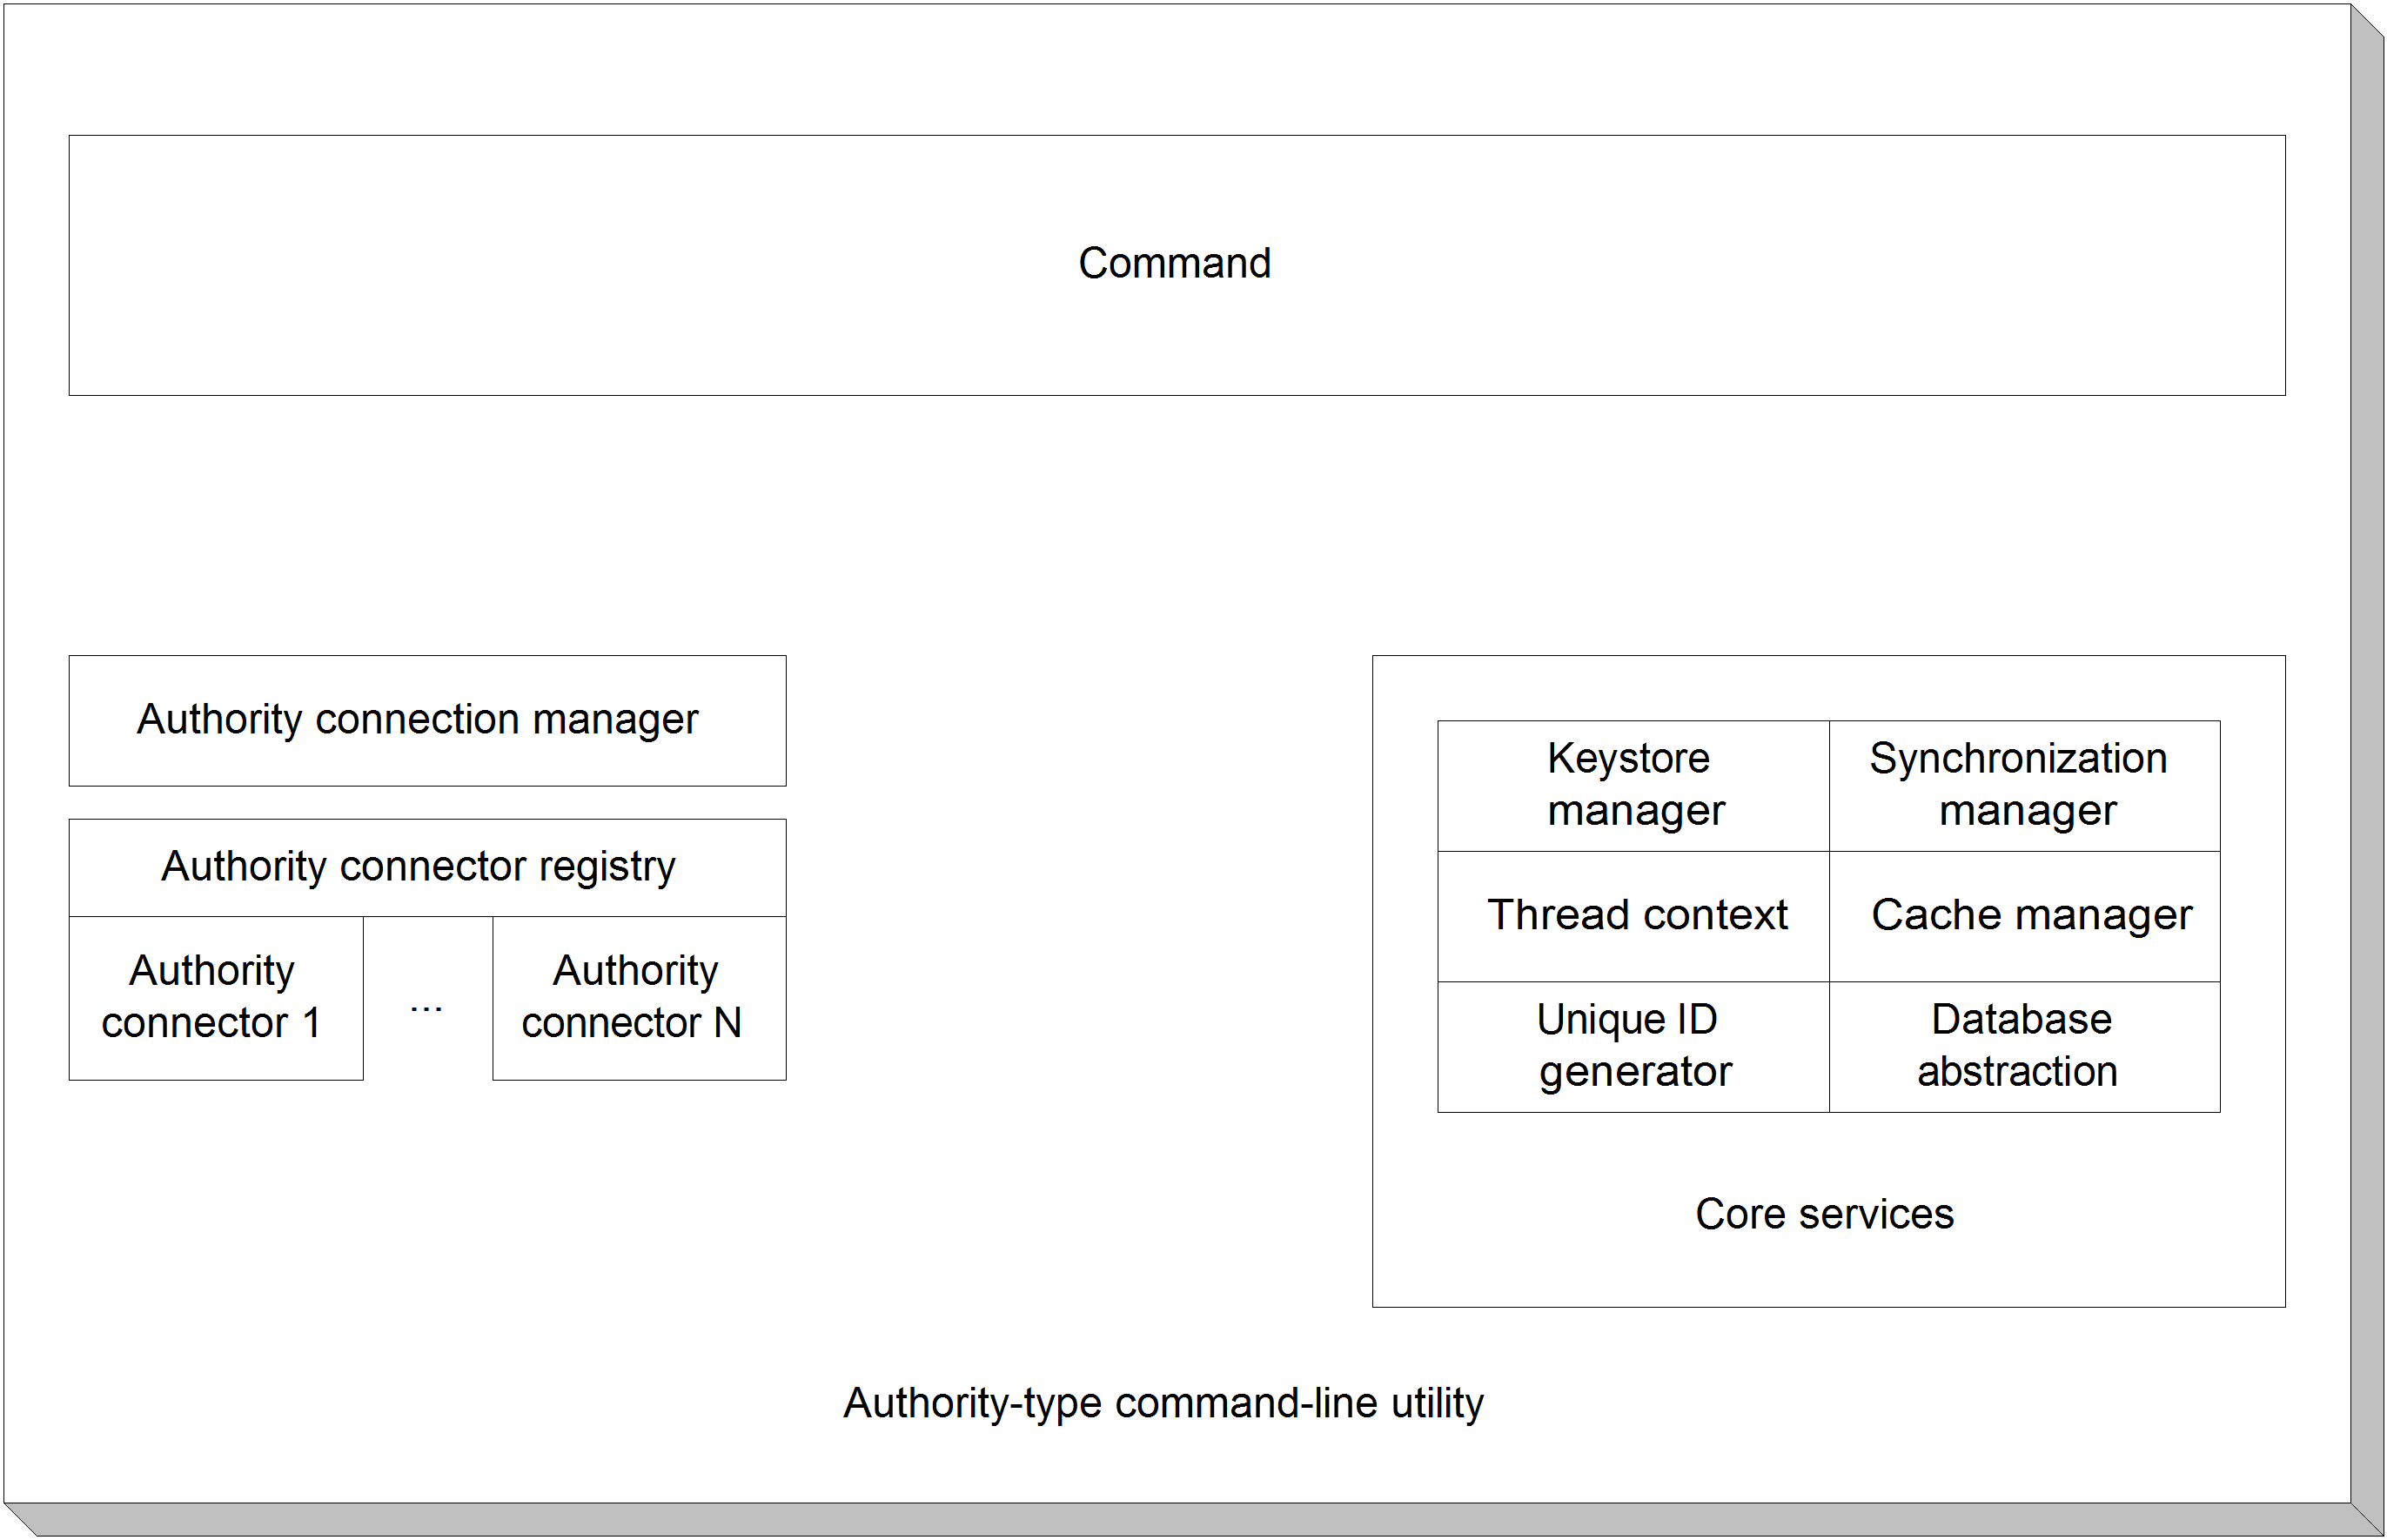 Command
Authority connection manager
Authority connector registry
Authority
connector 1
...
Authority
connector N
Keystore
manager
Synchronization
manager
Thread context
Cache manager
Unique ID
generator
Database
abstraction
Core services
Authority-type command-line utility